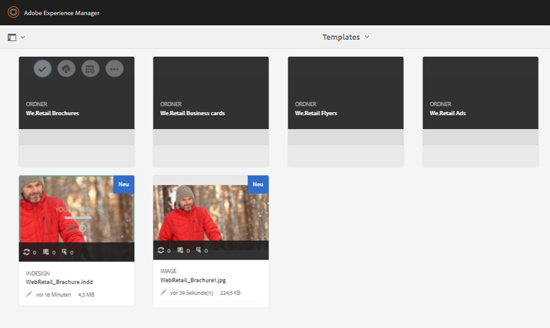 Adobe Experience Manager
Templates
ORDNER
We.Retail Brochures
ORDNER
We.Retail Business cards
ORDNER
We.Retail Flyers
ORDNER
We.Retail Ads
Neu
0 0 0
INDESIGN
WebRetail_Brachure.indd
vor 16 Minuten 4,3 MB
Neu
0 0 0
IMAGE
WebRetail_Brachure1.jpg
vor 39 Sekunde(n) 224,5 KB